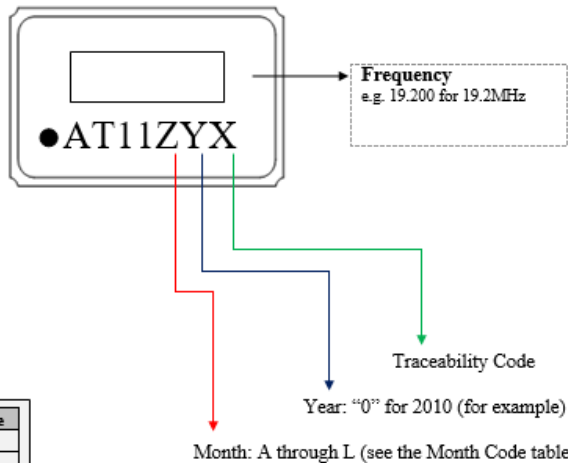 Frequency
e.g. 19.200 for 19.2MHz
●AT11ZYX
Traceability Code
Year: “0” for 2010 (for example)
Month: A through L (see the Month Code table